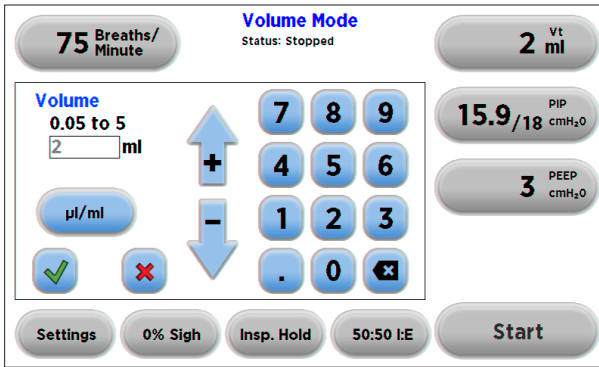 Volume Mode
Status: Stopped
75 Breaths/
Minute
2 Vt
ml
15.9/18 PIP
cmH₂0
3 PEEP
cmH₂0
Volume
0.05 to 5
2 ml
µl/ml
+
−
7 8 9
4 5 6
1 2 3
. 0
Settings
0% Sigh
Insp. Hold
50:50 I:E
Start